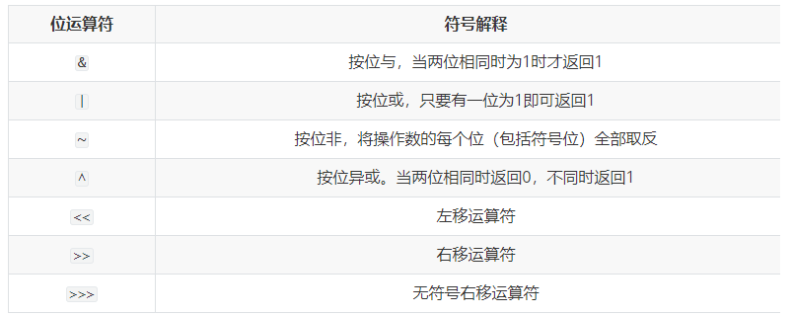 位运算符 符号解释
& 按位与，当两位相同时为1时才返回1
| 按位或，只要有一位为1即可返回1
~ 按位非，将操作数的每个位（包括符号位）全部取反
^ 按位异或。当两位相同时返回0，不同时返回1
<< 左移运算符
>> 右移运算符
>>> 无符号右移运算符